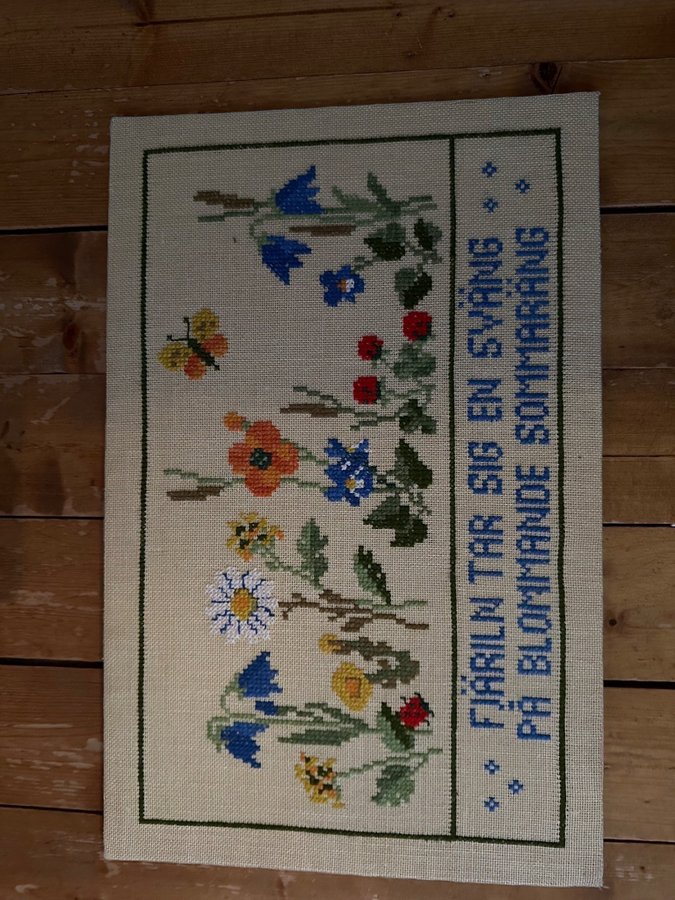 FJÄRILN TAR SIG EN SVÄNG
PÅ BLOMMANDE SOMMARÄNG